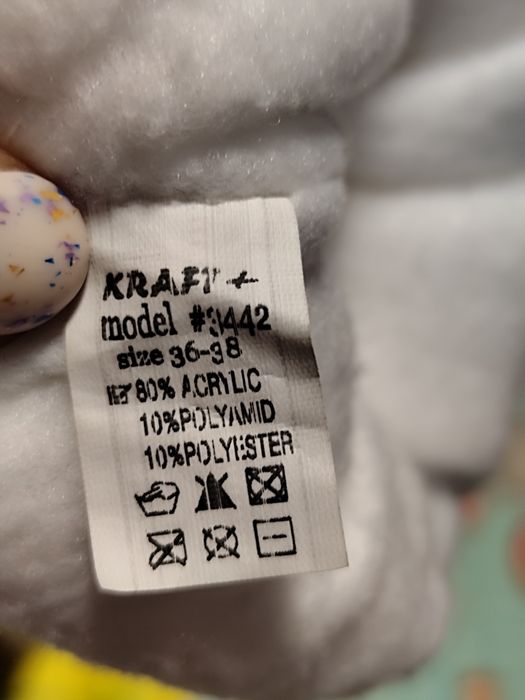 KRAFT +
model #3442
size 36-38
80% ACRYLIC
10%POLYAMID
10%POLYESTER